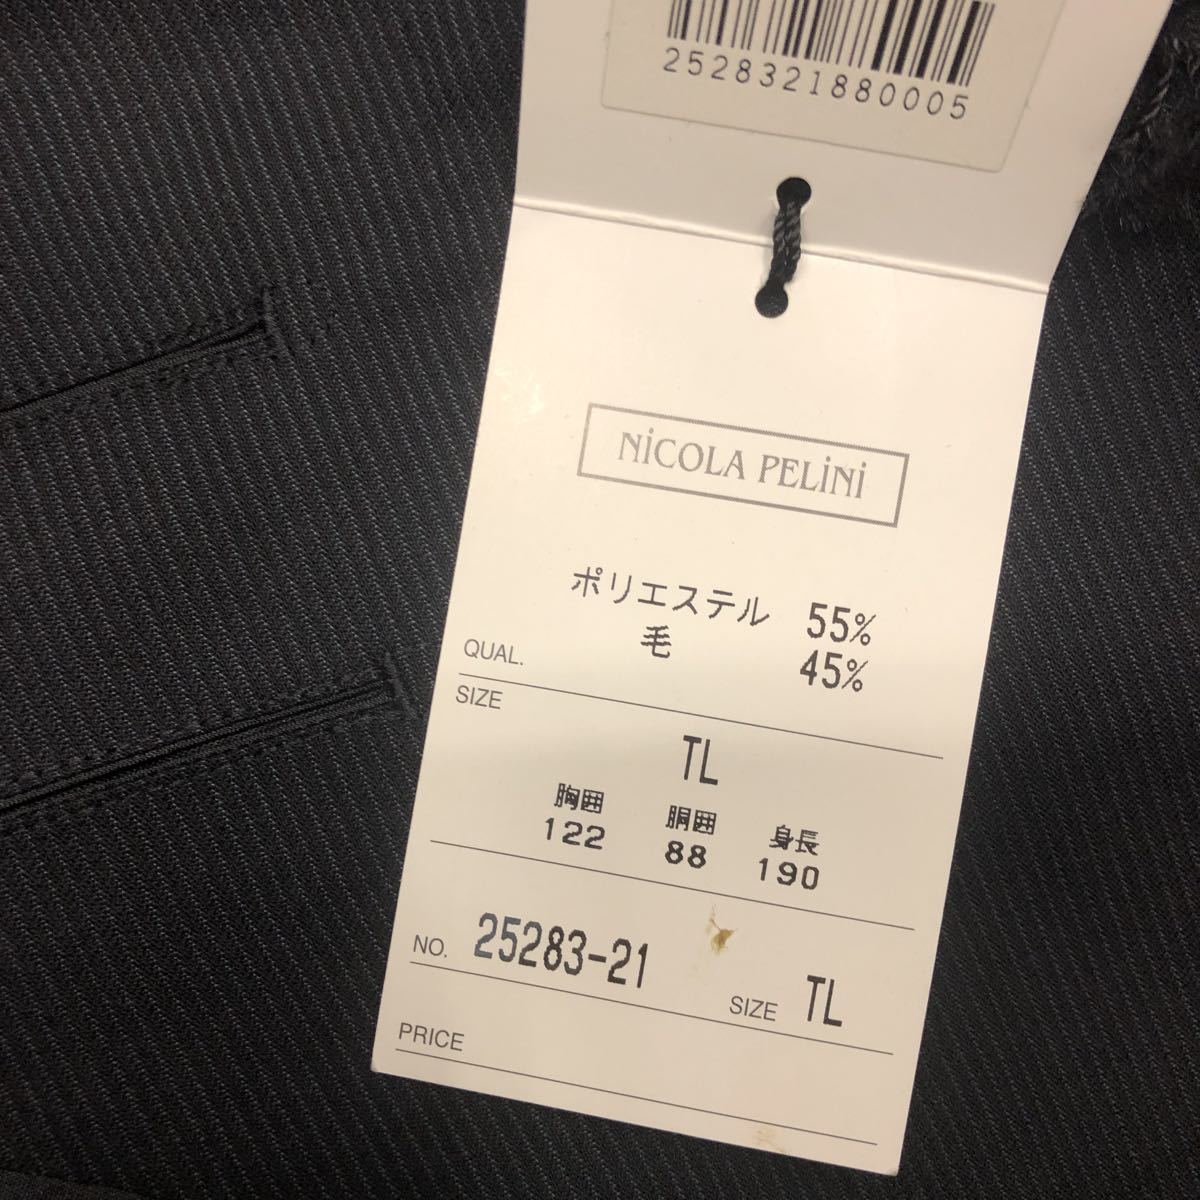 2528321880005
NiCOLA PELiNi
ポリエステル 55%
毛 45%
QUAL.
SIZE
TL
胸囲 胴囲 身長
122 88 190
NO. 25283-21 SIZE TL
PRICE